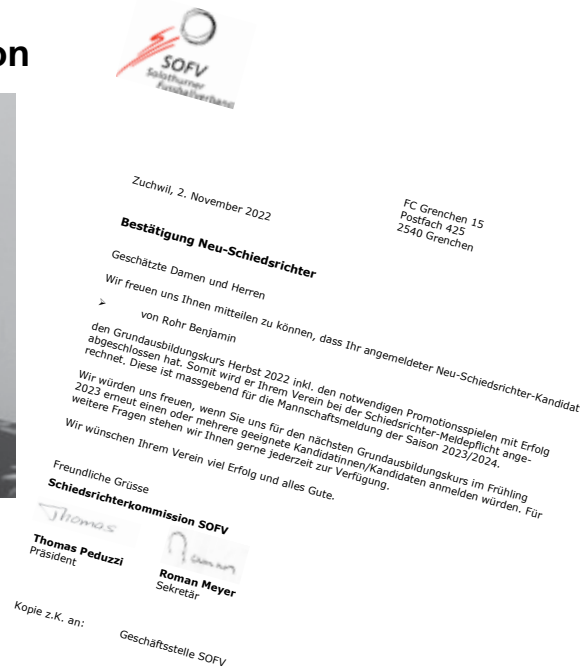 on
SOFV
Solothurner
Fussballverband
Zuchwil, 2. November 2022
FC Grenchen 15
Postfach 425
2540 Grenchen
Bestätigung Neu-Schiedsrichter
Geschätzte Damen und Herren
Wir freuen uns Ihnen mitteilen zu können, dass Ihr angemeldeter Neu-Schiedsrichter-Kandidat
➢ von Rohr Benjamin
den Grundausbildungskurs Herbst 2022 inkl. den notwendigen Promotionsspielen mit Erfolg
abgeschlossen hat. Somit wird er Ihrem Verein bei der Schiedsrichter-Meldepflicht ange-
rechnet. Diese ist massgebend für die Mannschaftsmeldung der Saison 2023/2024.
Wir würden uns freuen, wenn Sie uns für den nächsten Grundausbildungskurs im Frühling
2023 erneut einen oder mehrere geeignete Kandidatinnen/Kandidaten anmelden würden. Für
weitere Fragen stehen wir Ihnen gerne jederzeit zur Verfügung.
Wir wünschen Ihrem Verein viel Erfolg und alles Gute.
Freundliche Grüsse
Schiedsrichterkommission SOFV
Thomas
Thomas Peduzzi
Präsident
Roman Meyer
Sekretär
Kopie z.K. an:
Geschäftsstelle SOFV